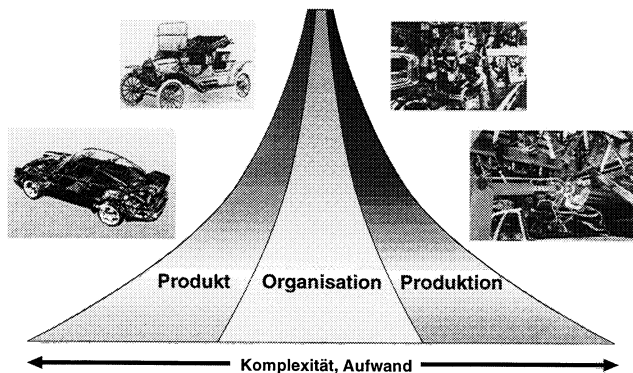 Produkt
Organisation
Produktion
Komplexität, Aufwand